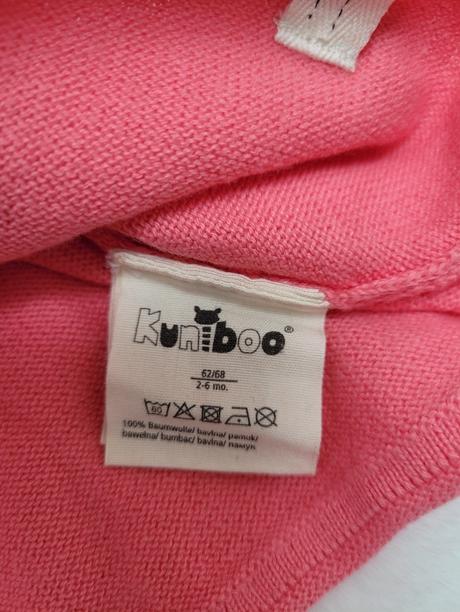 Kuniboo®
62/68
2-6 mo.
60
100% Baumwolle/ bavlna/ pamuk/
bawełna/ bumbac/ bavlna/ памук